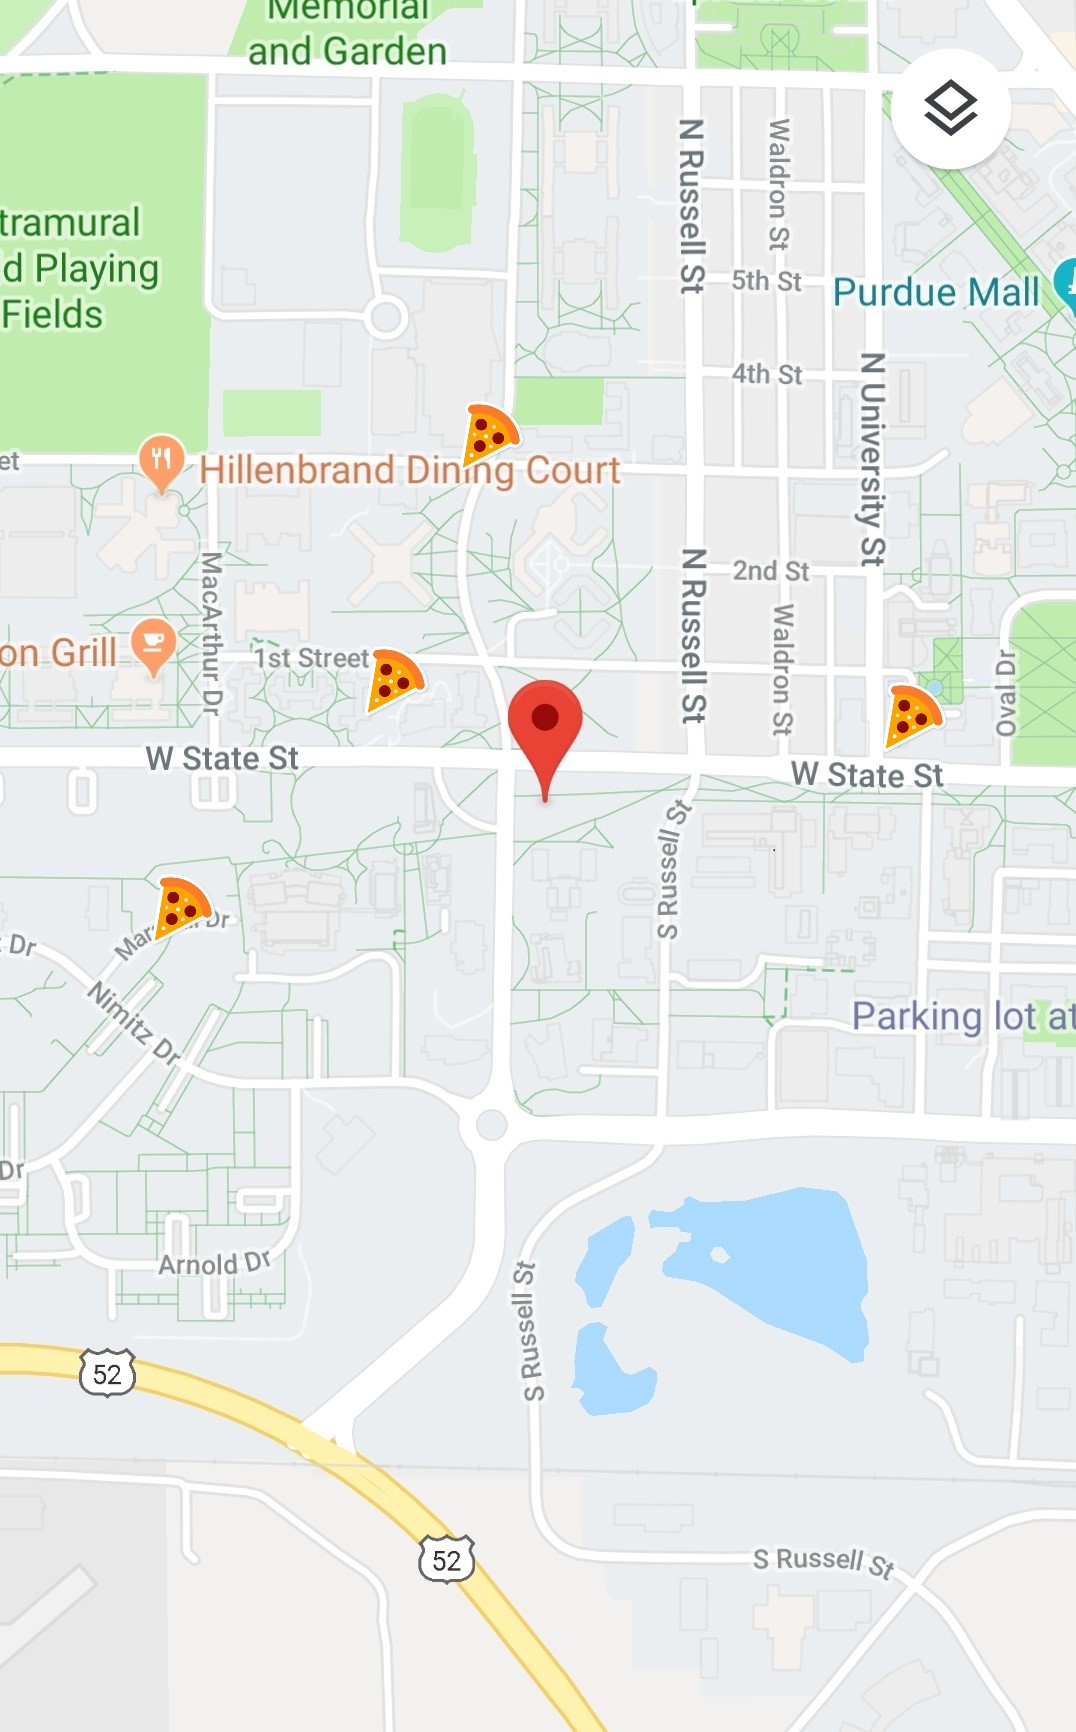 Memorial
and Garden
tramural
d Playing
Fields
N Russell St
Waldron St
5th St
Purdue Mall
4th St
N University St
et
Hillenbrand Dining Court
MacArthur Dr
N Russell St
2nd St
Waldron St
on Grill
1st Street
Oval Dr
W State St
W State St
S Russell St
Dr
Dr
Nimitz Dr
Parking lot at
Dr
Arnold Dr
S Russell St
52
52
S Russell St